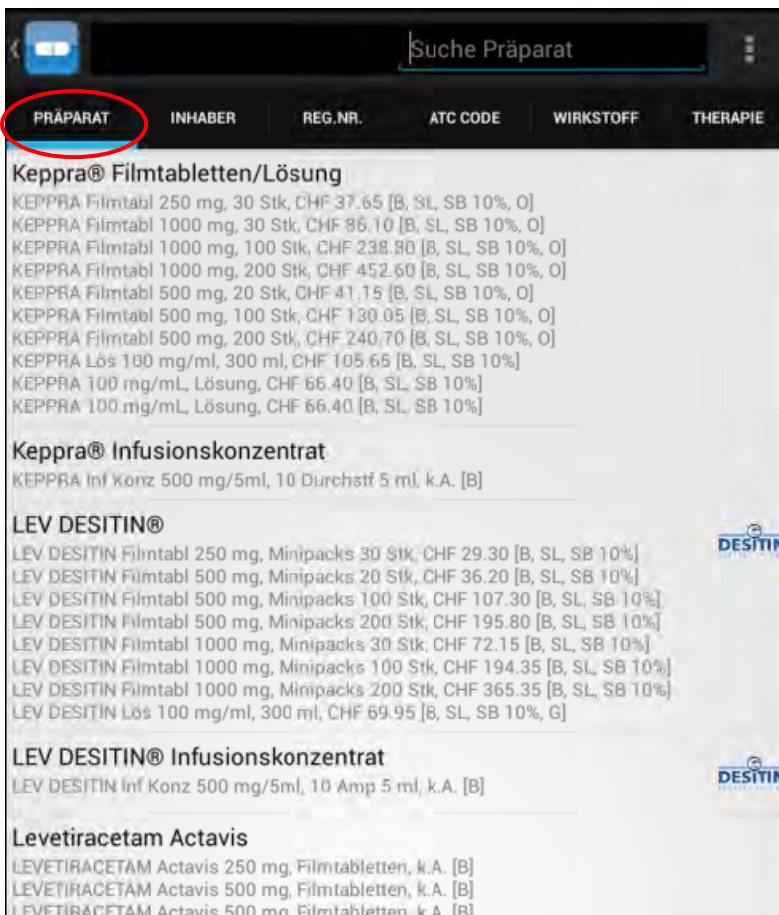 Suche Präparat
PRÄPARAT INHABER REG.NR. ATC CODE WIRKSTOFF THERAPIE
Keppra® Filmtabletten/Lösung
KEPPRA Filmtabl 250 mg, 30 Stk, CHF 37.65 [B, SL, SB 10%, O]
KEPPRA Filmtabl 1000 mg, 30 Stk, CHF 86.10 [B, SL, SB 10%, O]
KEPPRA Filmtabl 1000 mg, 100 Stk, CHF 238.80 [B, SL, SB 10%, O]
KEPPRA Filmtabl 1000 mg, 200 Stk, CHF 452.60 [B, SL, SB 10%, O]
KEPPRA Filmtabl 500 mg, 20 Stk, CHF 41.15 [B, SL, SB 10%, O]
KEPPRA Filmtabl 500 mg, 100 Stk, CHF 130.05 [B, SL, SB 10%, O]
KEPPRA Filmtabl 500 mg, 200 Stk, CHF 240.70 [B, SL, SB 10%, O]
KEPPRA Lös 100 mg/ml, 300 ml, CHF 105.65 [B, SL, SB 10%]
KEPPRA 100 mg/mL, Lösung, CHF 66.40 [B, SL, SB 10%]
KEPPRA 100 mg/mL, Lösung, CHF 66.40 [B, SL, SB 10%]
Keppra® Infusionskonzentrat
KEPPRA Inf Konz 500 mg/5ml, 10 Durchstf 5 ml, k.A. [B]
LEV DESITIN®
DESITIN
LEV DESITIN Filmtabl 250 mg, Minipacks 30 Stk, CHF 29.30 [B, SL, SB 10%]
LEV DESITIN Filmtabl 500 mg, Minipacks 20 Stk, CHF 36.20 [B, SL, SB 10%]
LEV DESITIN Filmtabl 500 mg, Minipacks 100 Stk, CHF 107.30 [B, SL, SB 10%]
LEV DESITIN Filmtabl 500 mg, Minipacks 200 Stk, CHF 195.80 [B, SL, SB 10%]
LEV DESITIN Filmtabl 1000 mg, Minipacks 30 Stk, CHF 72.15 [B, SL, SB 10%]
LEV DESITIN Filmtabl 1000 mg, Minipacks 100 Stk, CHF 194.35 [B, SL, SB 10%]
LEV DESITIN Filmtabl 1000 mg, Minipacks 200 Stk, CHF 365.35 [B, SL, SB 10%]
LEV DESITIN Lös 100 mg/ml, 300 ml, CHF 69.95 [B, SL, SB 10%, G]
LEV DESITIN® Infusionskonzentrat
DESITIN
LEV DESITIN Inf Konz 500 mg/5ml, 10 Amp 5 ml, k.A. [B]
Levetiracetam Actavis
LEVETIRACETAM Actavis 250 mg, Filmtabletten, k.A. [B]
LEVETIRACETAM Actavis 500 mg, Filmtabletten, k.A. [B]
LEVETIRACETAM Actavis 500 mg, Filmtabletten, k.A. [B]